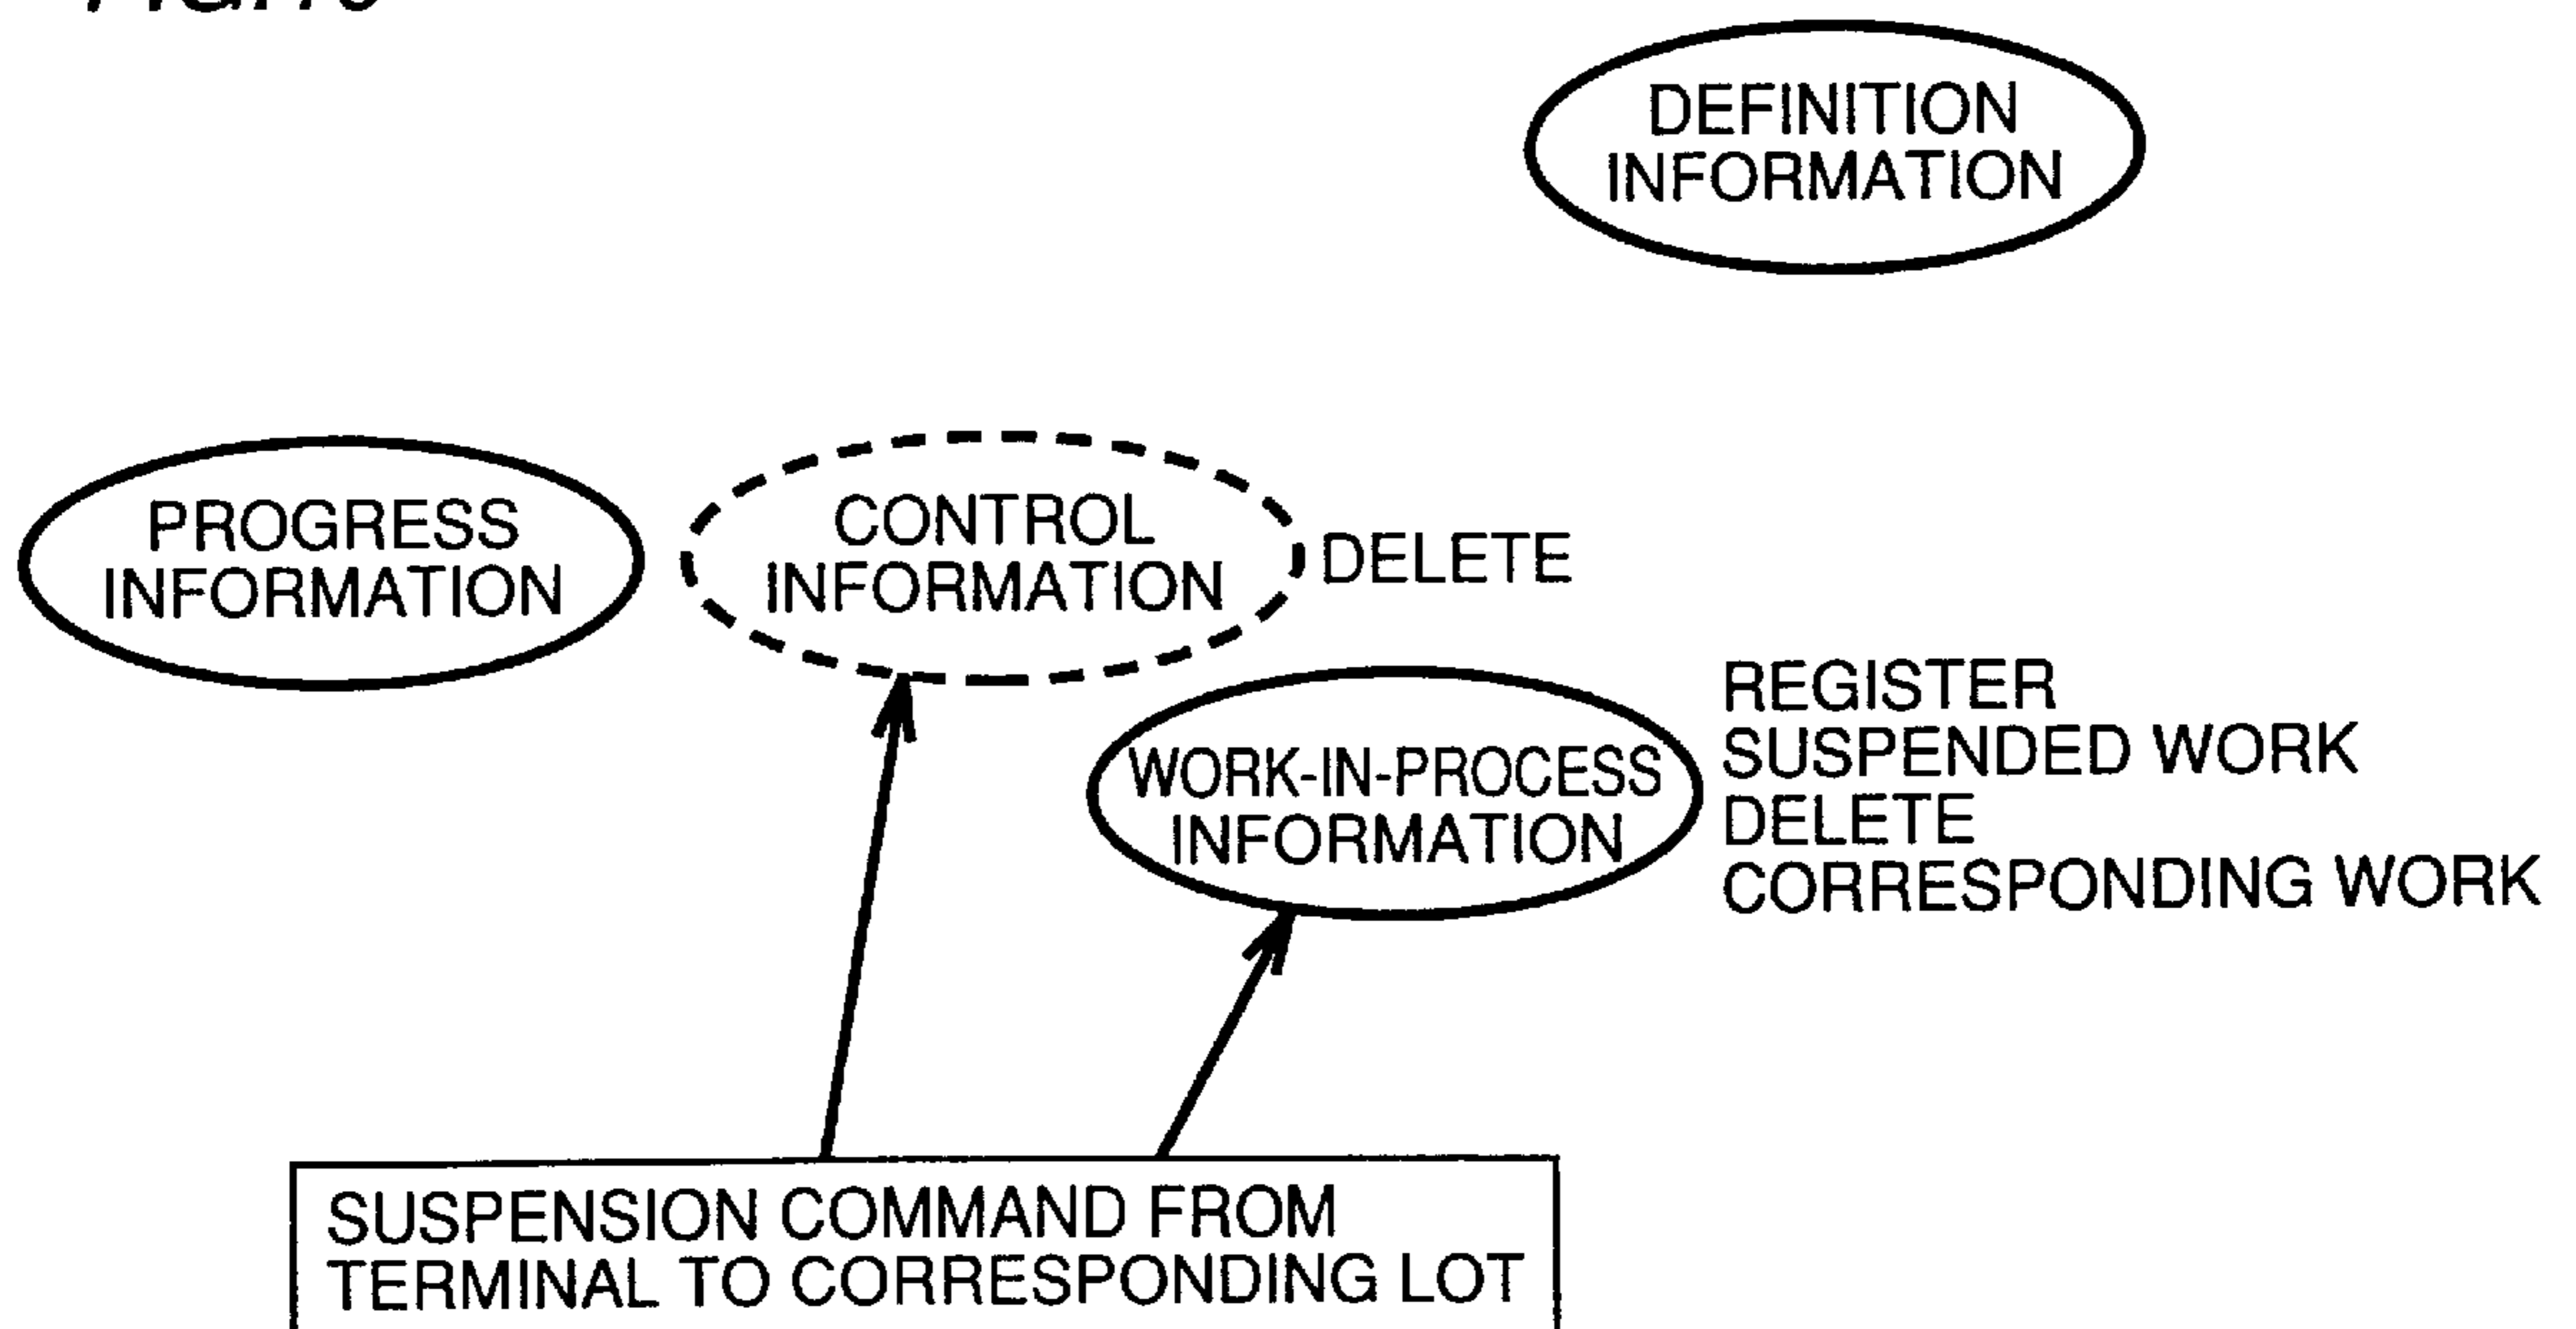 DEFINITION
INFORMATION
PROGRESS
INFORMATION
CONTROL
INFORMATION
DELETE
WORK-IN-PROCESS
INFORMATION
REGISTER
SUSPENDED WORK
DELETE
CORRESPONDING WORK
SUSPENSION COMMAND FROM
TERMINAL TO CORRESPONDING LOT